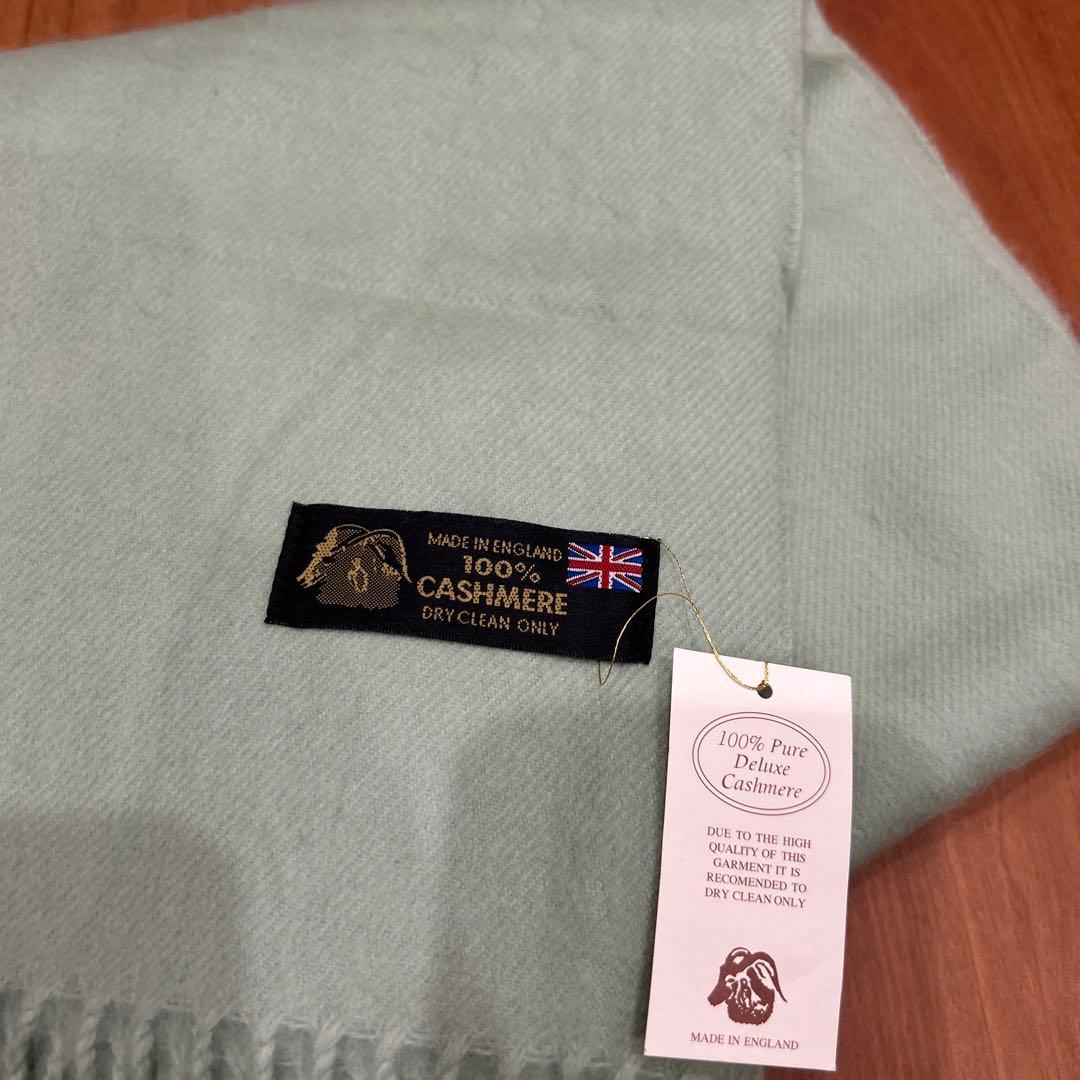 MADE IN ENGLAND
100%
CASHMERE
DRY CLEAN ONLY
100% Pure
Deluxe
Cashmere
DUE TO THE HIGH
QUALITY OF THIS
GARMENT IT IS
RECOMENDED TO
DRY CLEAN ONLY
MADE IN ENGLAND